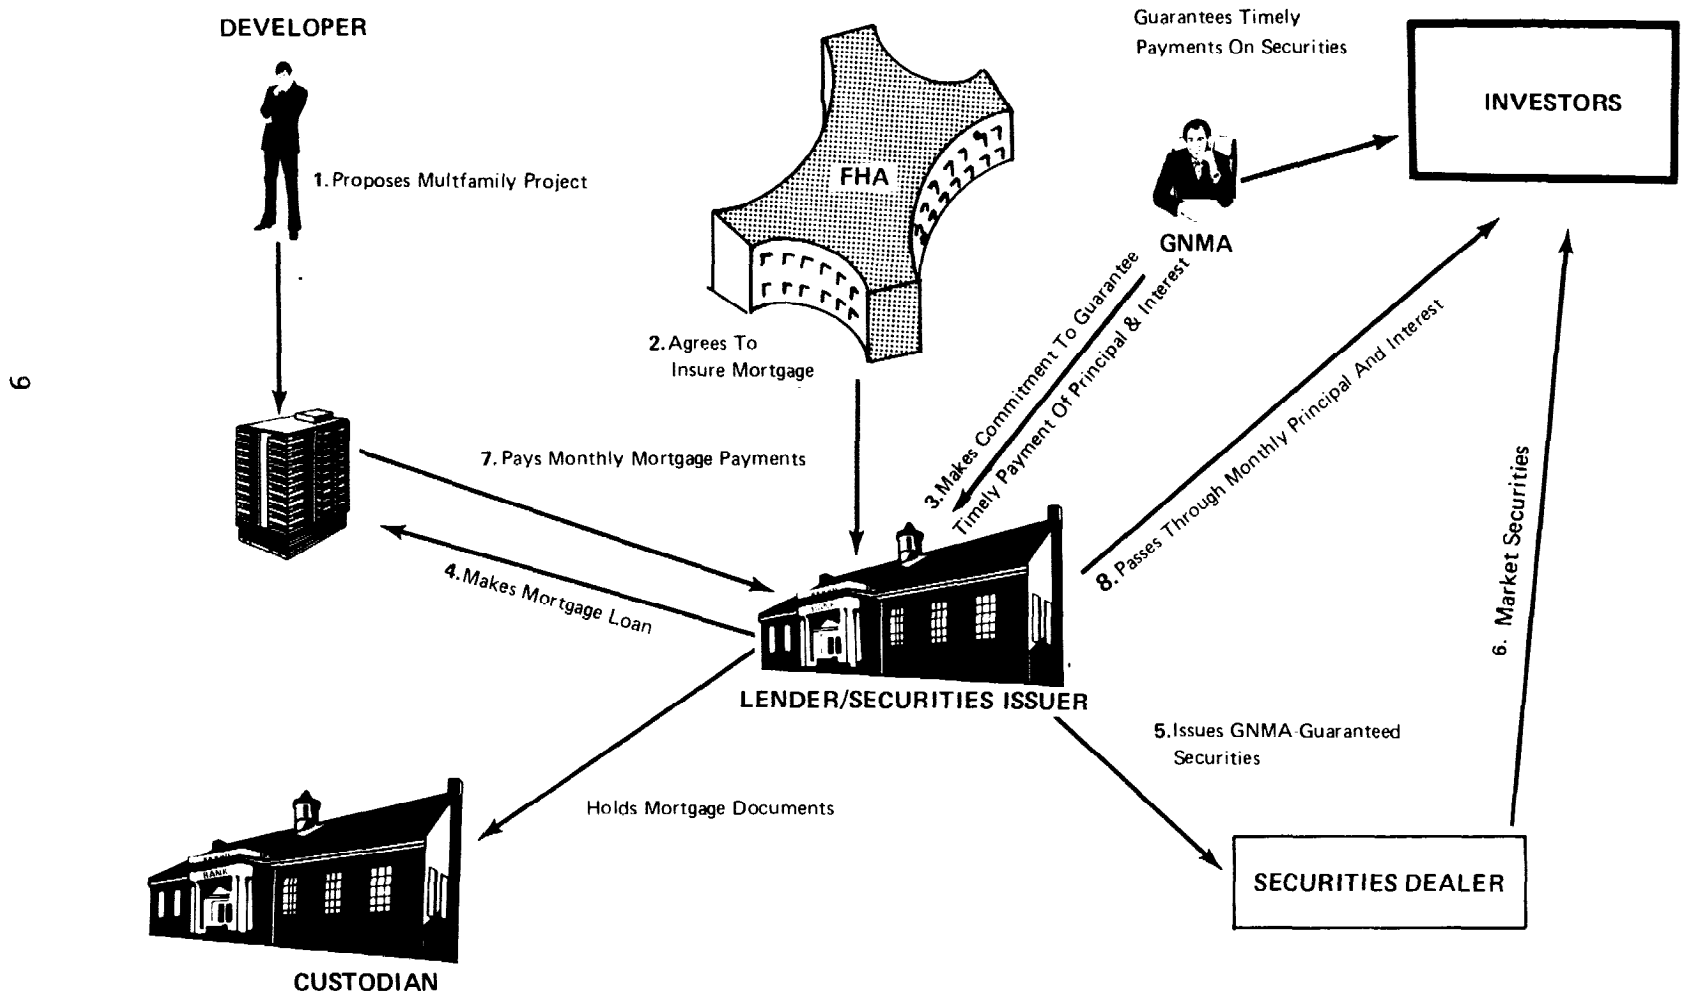 DEVELOPER
Guarantees Timely
Payments On Securities
INVESTORS
1. Proposes Multfamily Project
FHA
GNMA
2. Agrees To
Insure Mortgage
3. Makes Commitment To Guarantee
Timely Payment Of Principal & Interest
9
7. Pays Monthly Mortgage Payments
4. Makes Mortgage Loan
8. Passes Through Monthly Principal And Interest
6. Market Securities
LENDER/SECURITIES ISSUER
5. Issues GNMA-Guaranteed
Securities
Holds Mortgage Documents
BANK
SECURITIES DEALER
CUSTODIAN